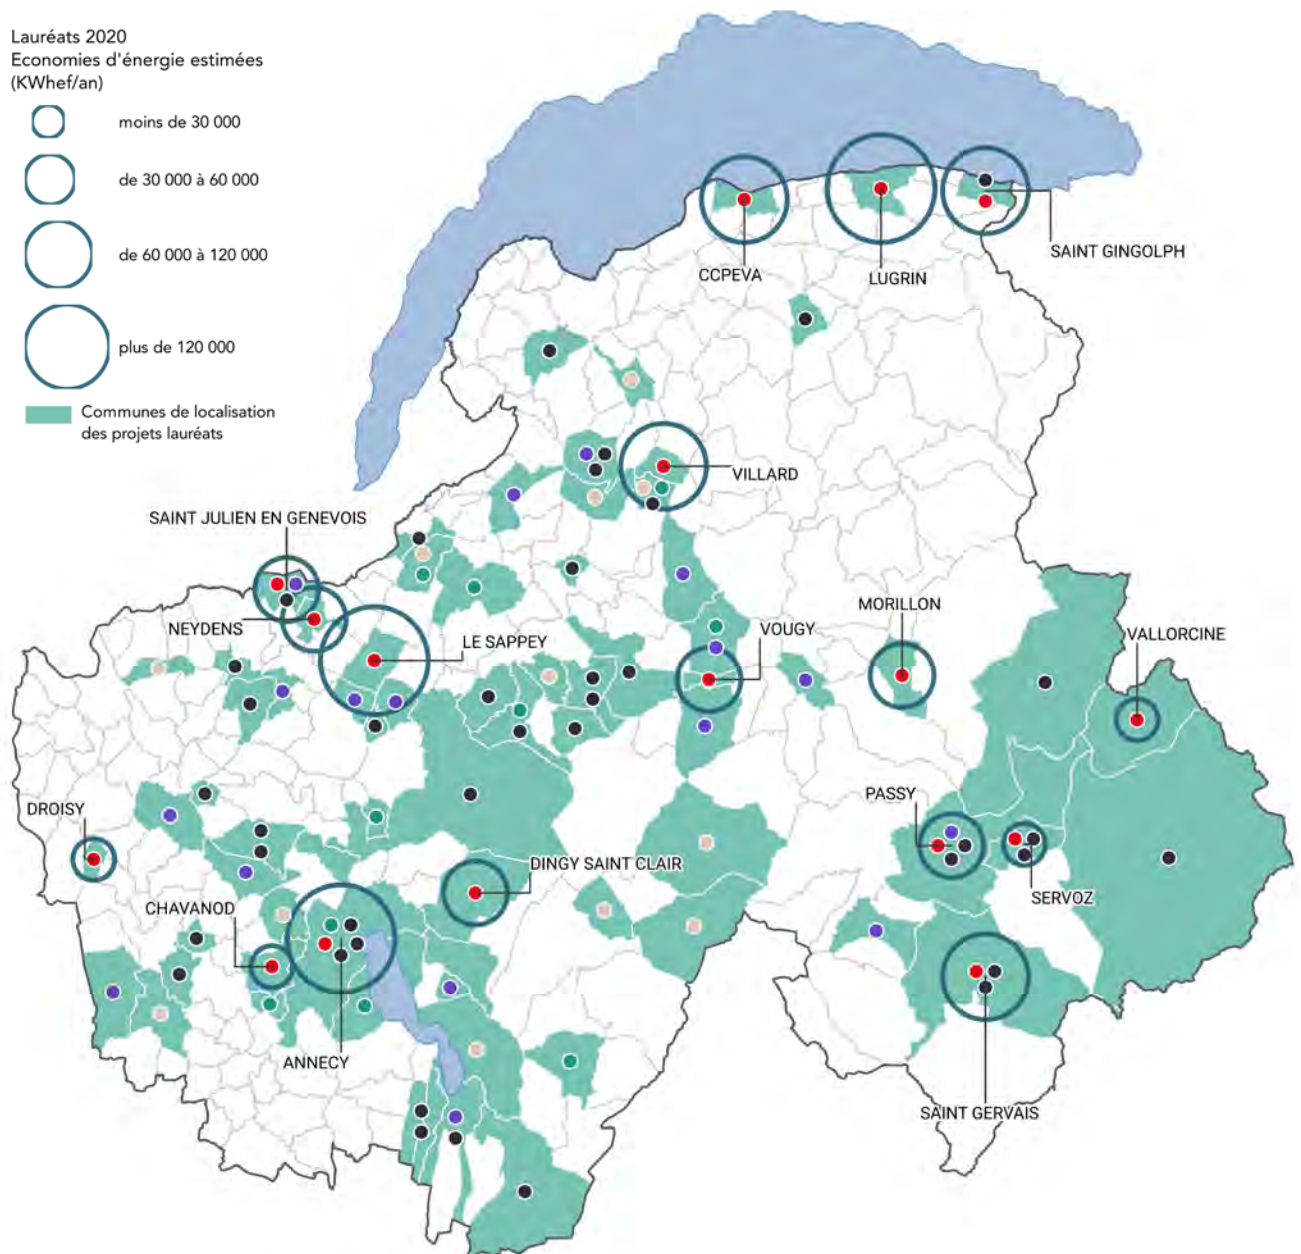 Lauréats 2020
Economies d'énergie estimées
(KWhef/an)
moins de 30 000
de 30 000 à 60 000
de 60 000 à 120 000
plus de 120 000
Communes de localisation
des projets lauréats
SAINT GINGOLPH
CCPEVA
LUGRIN
VILLARD
SAINT JULIEN EN GENEVOIS
MORILLON
NEYDENS
VOUGY
VALLORCINE
LE SAPPEY
PASSY
DROISY
DINGY SAINT CLAIR
SERVOZ
CHAVANOD
ANNECY
SAINT GERVAIS